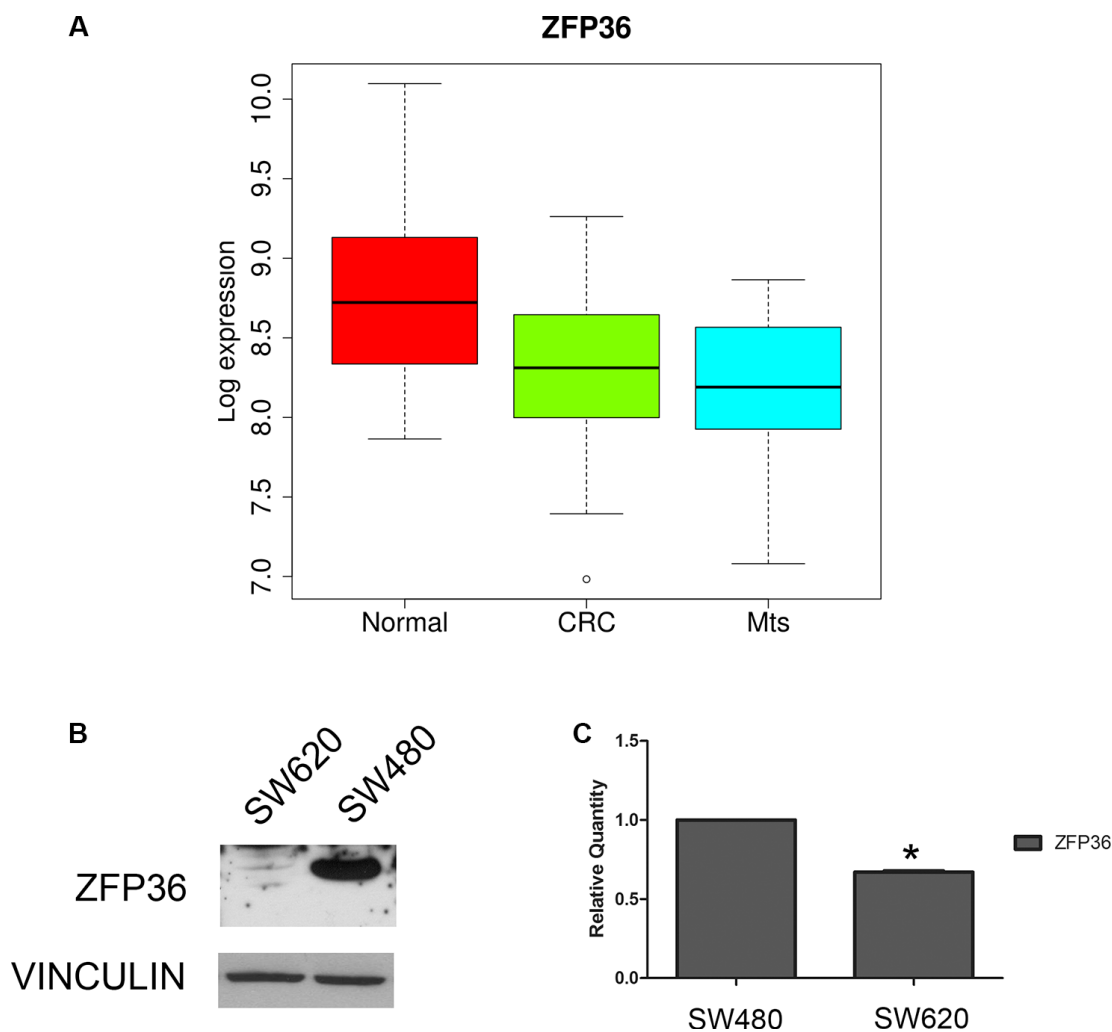 A
ZFP36
Log expression
10.0
9.5
9.0
8.5
8.0
7.5
7.0
Normal CRC Mts
B
SW620 SW480
ZFP36
VINCULIN
C
Relative Quantity
1.5
1.0
0.5
0.0
*
SW480 SW620
ZFP36